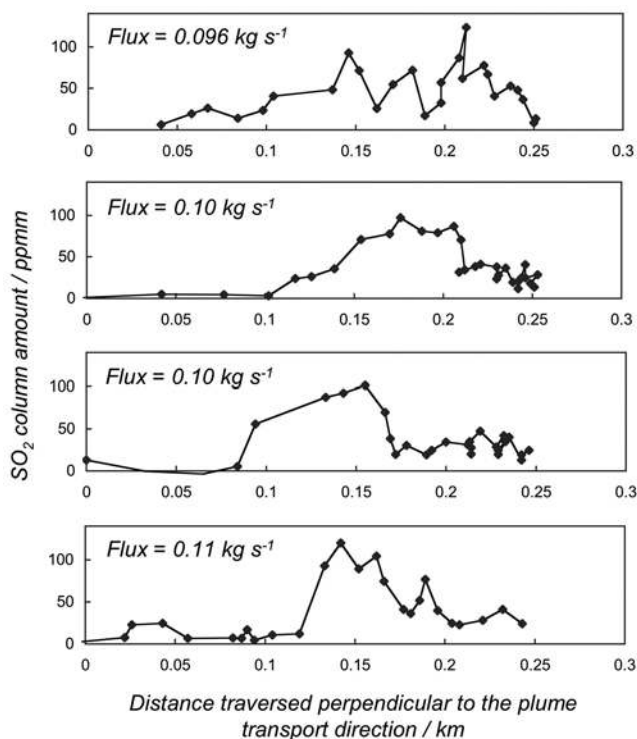 Flux = 0.096 kg s⁻¹
100
50
0
0 0.05 0.1 0.15 0.2 0.25 0.3
Flux = 0.10 kg s⁻¹
100
50
0
0 0.05 0.1 0.15 0.2 0.25 0.3
SO₂ column amount / ppmm
Flux = 0.10 kg s⁻¹
100
50
0
0 0.05 0.1 0.15 0.2 0.25 0.3
Flux = 0.11 kg s⁻¹
100
50
0
0 0.05 0.1 0.15 0.2 0.25 0.3
Distance traversed perpendicular to the plume
transport direction / km